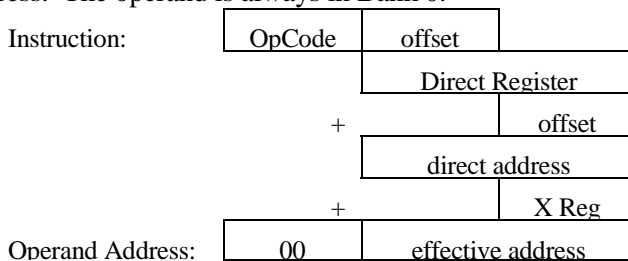 ress. The operand is always in Bank 0.
Instruction: OpCode offset
Direct Register
+ offset
direct address
+ X Reg
Operand Address: 00 effective address